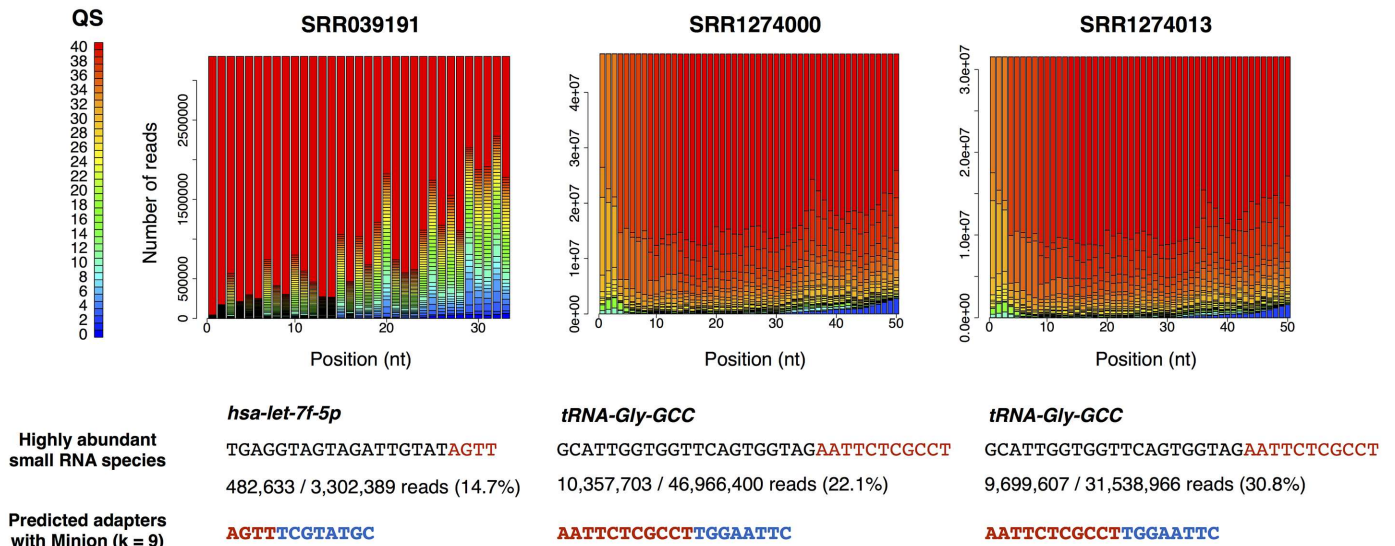 QS
SRR039191
SRR1274000
SRR1274013
40
38
36
34
32
30
28
26
24
22
20
18
16
14
12
10
8
6
4
2
0
Number of reads
0
500000
1500000
2500000
0 10 20 30
Position (nt)
0e+00
1e+07
2e+07
3e+07
4e+07
0 10 20 30 40 50
Position (nt)
0.0e+00
1.0e+07
2.0e+07
3.0e+07
0 10 20 30 40 50
Position (nt)
Highly abundant
small RNA species
hsa-let-7f-5p
TGAGGTAGTAGATTGTATAGTT
482,633 / 3,302,389 reads (14.7%)
tRNA-Gly-GCC
GCATTGGTGGTTCAGTGGTAGAATTCTCGCCT
10,357,703 / 46,966,400 reads (22.1%)
tRNA-Gly-GCC
GCATTGGTGGTTCAGTGGTAGAATTCTCGCCT
9,699,607 / 31,538,966 reads (30.8%)
Predicted adapters
with Minion (k = 9)
AGTTTCGTATGC
AATTCTCGCCTTGGAATTC
AATTCTCGCCTTGGAATTC